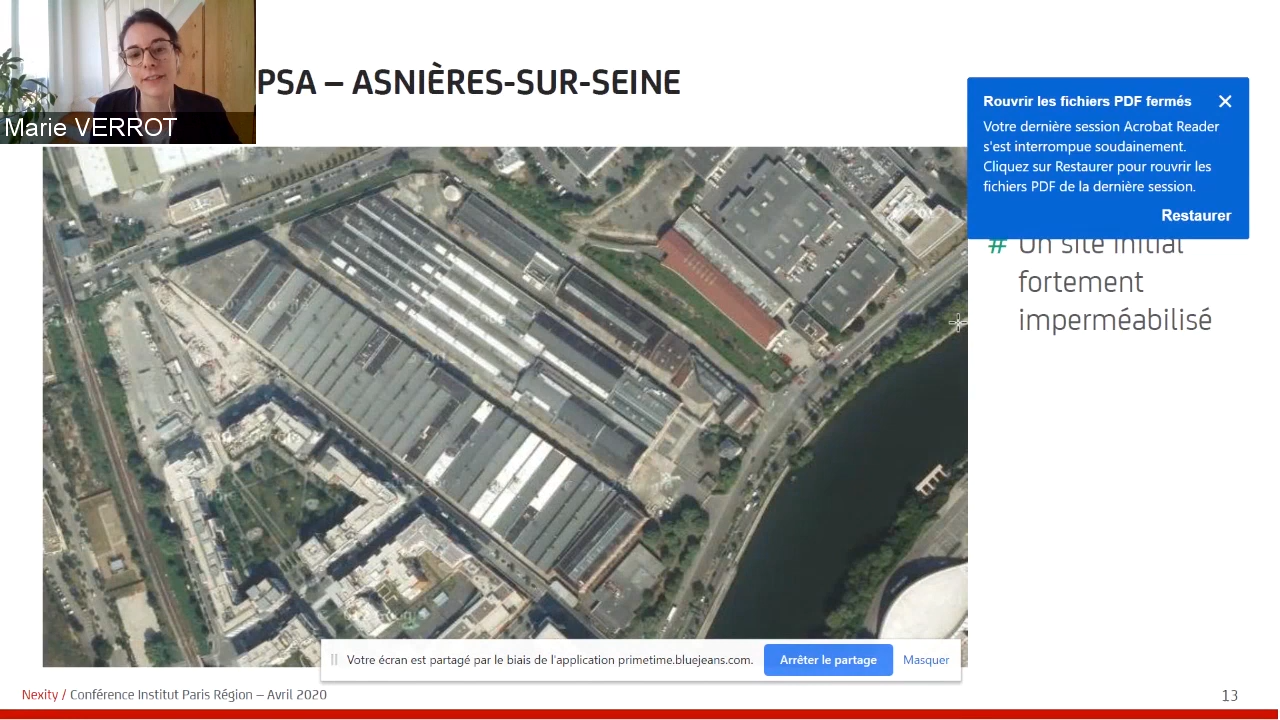 PSA – ASNIÈRES-SUR-SEINE
Marie VERROT
Rouvrir les fichiers PDF fermés
Votre dernière session Acrobat Reader
s'est interrompue soudainement.
Cliquez sur Restaurer pour rouvrir les
fichiers PDF de la dernière session.
Restaurer
# Un site initial
fortement
imperméabilisé
Votre écran est partagé par le biais de l'application primetime.bluejeans.com.
Arrêter le partage
Masquer
Nexity / Conférence Institut Paris Région – Avril 2020
13